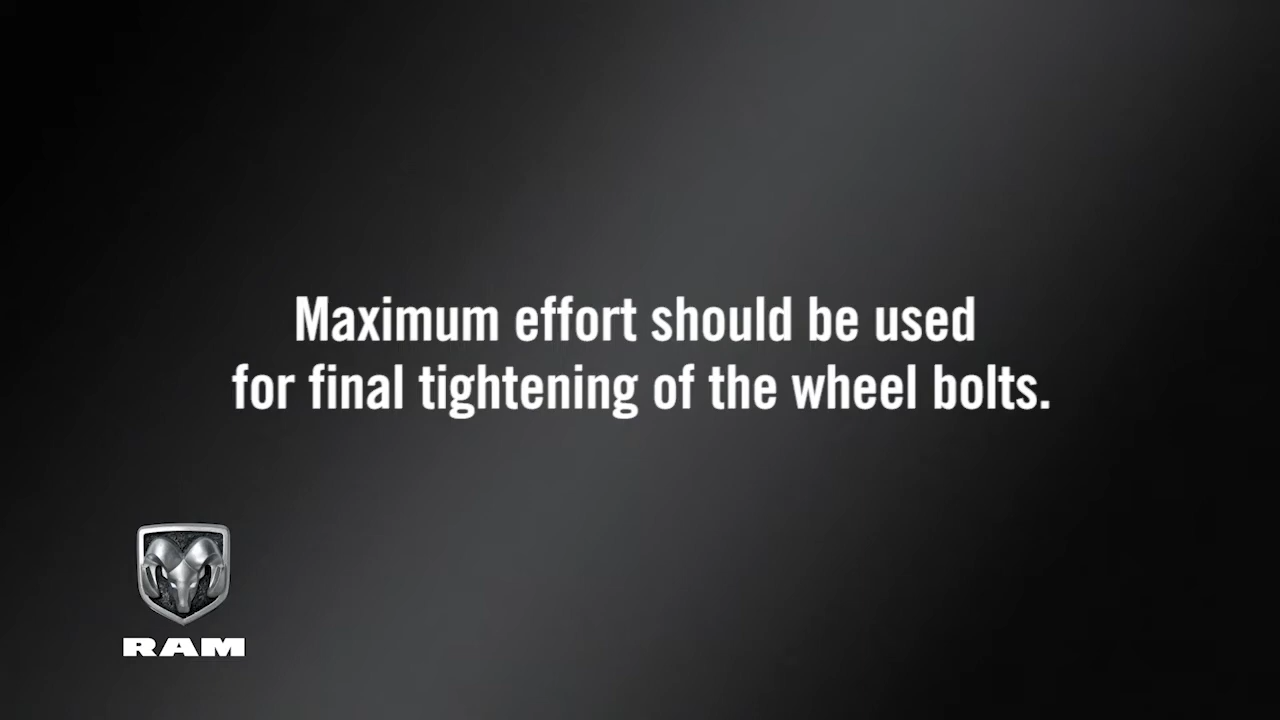 Maximum effort should be used
for final tightening of the wheel bolts.
RAM